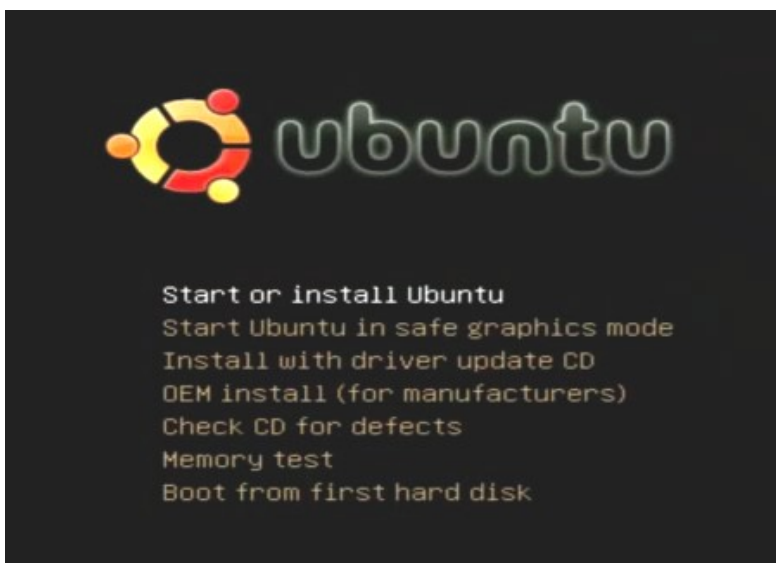 ubuntu
Start or install Ubuntu
Start Ubuntu in safe graphics mode
Install with driver update CD
OEM install (for manufacturers)
Check CD for defects
Memory test
Boot from first hard disk